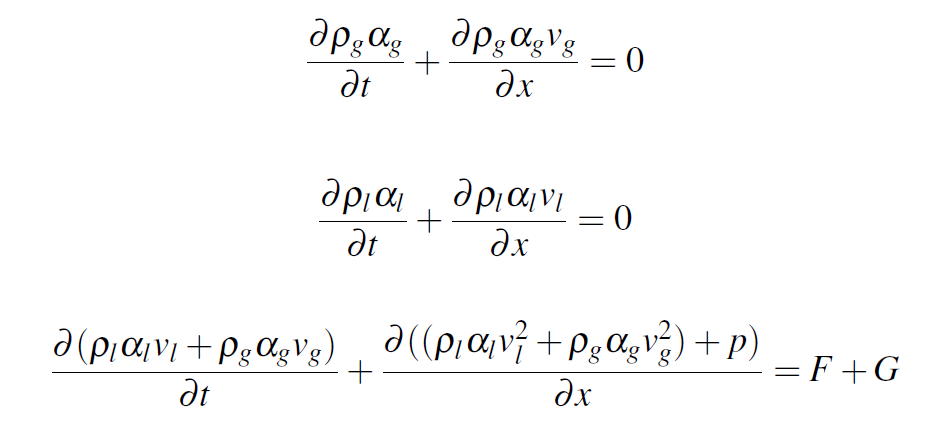 ∂ρ_gα_g/∂t + ∂ρ_gα_gv_g/∂x = 0
∂ρ_lα_l/∂t + ∂ρ_lα_lv_l/∂x = 0
∂(ρ_lα_lv_l + ρ_gα_gv_g)/∂t + ∂((ρ_lα_lv_l^2 + ρ_gα_gv_g^2) + p)/∂x = F + G